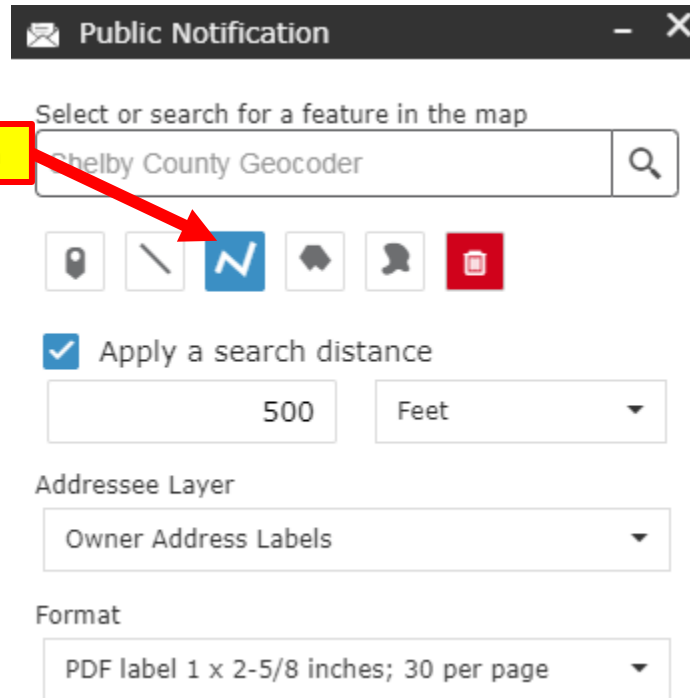 Public Notification
Select or search for a feature in the map
Shelby County Geocoder
Apply a search distance
500 Feet
Addressee Layer
Owner Address Labels
Format
PDF label 1 x 2-5/8 inches; 30 per page